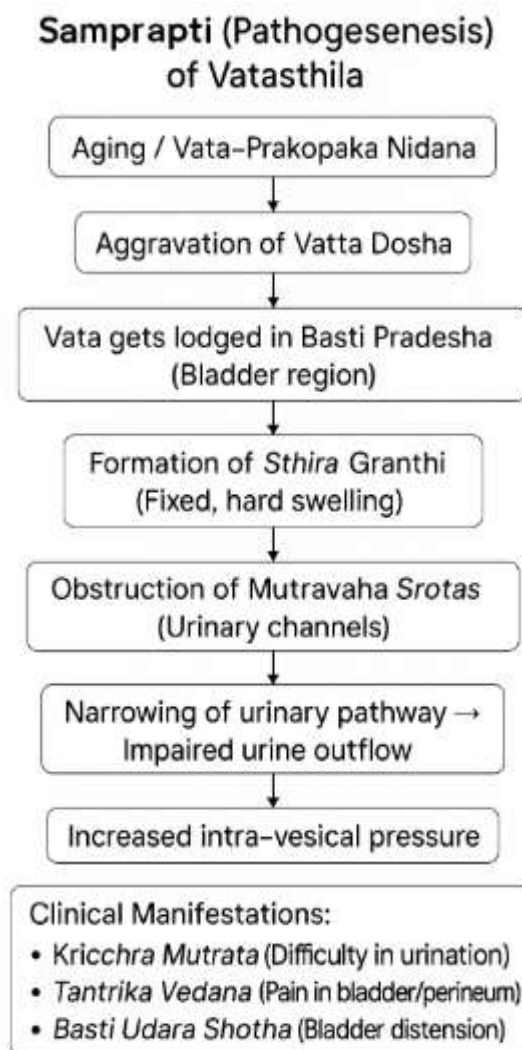 Samprapti (Pathogesenesis)
of Vatasthila
Aging / Vata–Prakopaka Nidana
Aggravation of Vatta Dosha
Vata gets lodged in Basti Pradesha
(Bladder region)
Formation of Sthira Granthi
(Fixed, hard swelling)
Obstruction of Mutravaha Srotas
(Urinary channels)
Narrowing of urinary pathway →
Impaired urine outflow
Increased intra–vesical pressure
Clinical Manifestations:
• Kricchra Mutrata (Difficulty in urination)
• Tantrika Vedana (Pain in bladder/perineum)
• Basti Udara Shotha (Bladder distension)